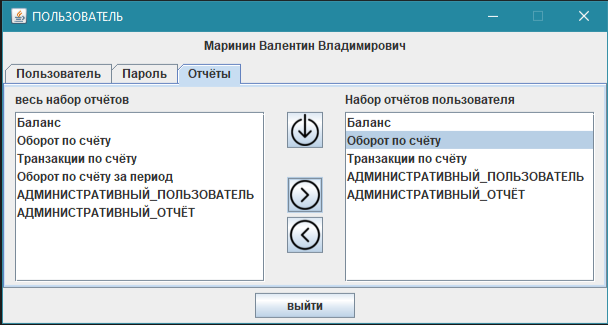 ПОЛЬЗОВАТЕЛЬ
Маринин Валентин Владимирович
Пользователь Пароль Отчёты
весь набор отчётов
Баланс
Оборот по счёту
Транзакции по счёту
Оборот по счёту за период
АДМИНИСТРАТИВНЫЙ_ПОЛЬЗОВАТЕЛЬ
АДМИНИСТРАТИВНЫЙ_ОТЧЁТ
Набор отчётов пользователя
Баланс
Оборот по счёту
Транзакции по счёту
АДМИНИСТРАТИВНЫЙ_ПОЛЬЗОВАТЕЛЬ
АДМИНИСТРАТИВНЫЙ_ОТЧЁТ
выйти